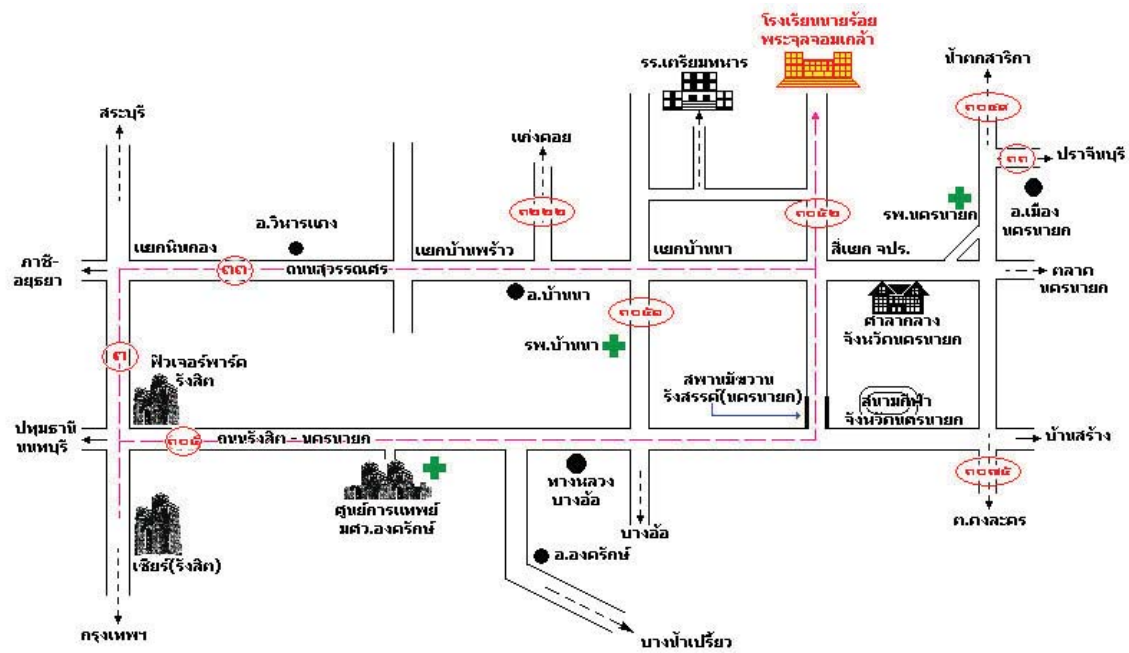 โรงเรียนนายร้อย
พระจุลจอมเกล้า
รร.เตรียมทหาร
น้ำตกสาริกา
สระบุรี
แก่งคอย
๓๐๔๙
๓๓
ปราจีนบุรี
อ.วิหารแดง
๓๒๒๒
๓๐๕๒
รพ.นครนายก
อ.เมือง
นครนายก
แยกหินกอง
แยกบ้านพร้าว
แยกบ้านนา
สี่แยก จปร.
ภาชี-
อยุธยา
๓๓
ถนนสุวรรณศร
ตลาด
นครนายก
อ.บ้านนา
๓๐๕๑
ศาลากลาง
จังหวัดนครนายก
๓
ฟิวเจอร์พาร์ค
รังสิต
รพ.บ้านนา
สพานมัฆวาน
รังสรรค์(นครนายก)
สนามกีฬา
จังหวัดนครนายก
ปทุมธานี
นนทบุรี
๓๐๕
ถนนรังสิต - นครนายก
บ้านสร้าง
๓๐๗๕
ศูนย์การแพทย์
มศว.องครักษ์
ทางหลวง
บางอ้อ
บางอ้อ
ต.ดงละคร
เซียร์(รังสิต)
อ.องครักษ์
กรุงเทพฯ
บางน้ำเปรี้ยว